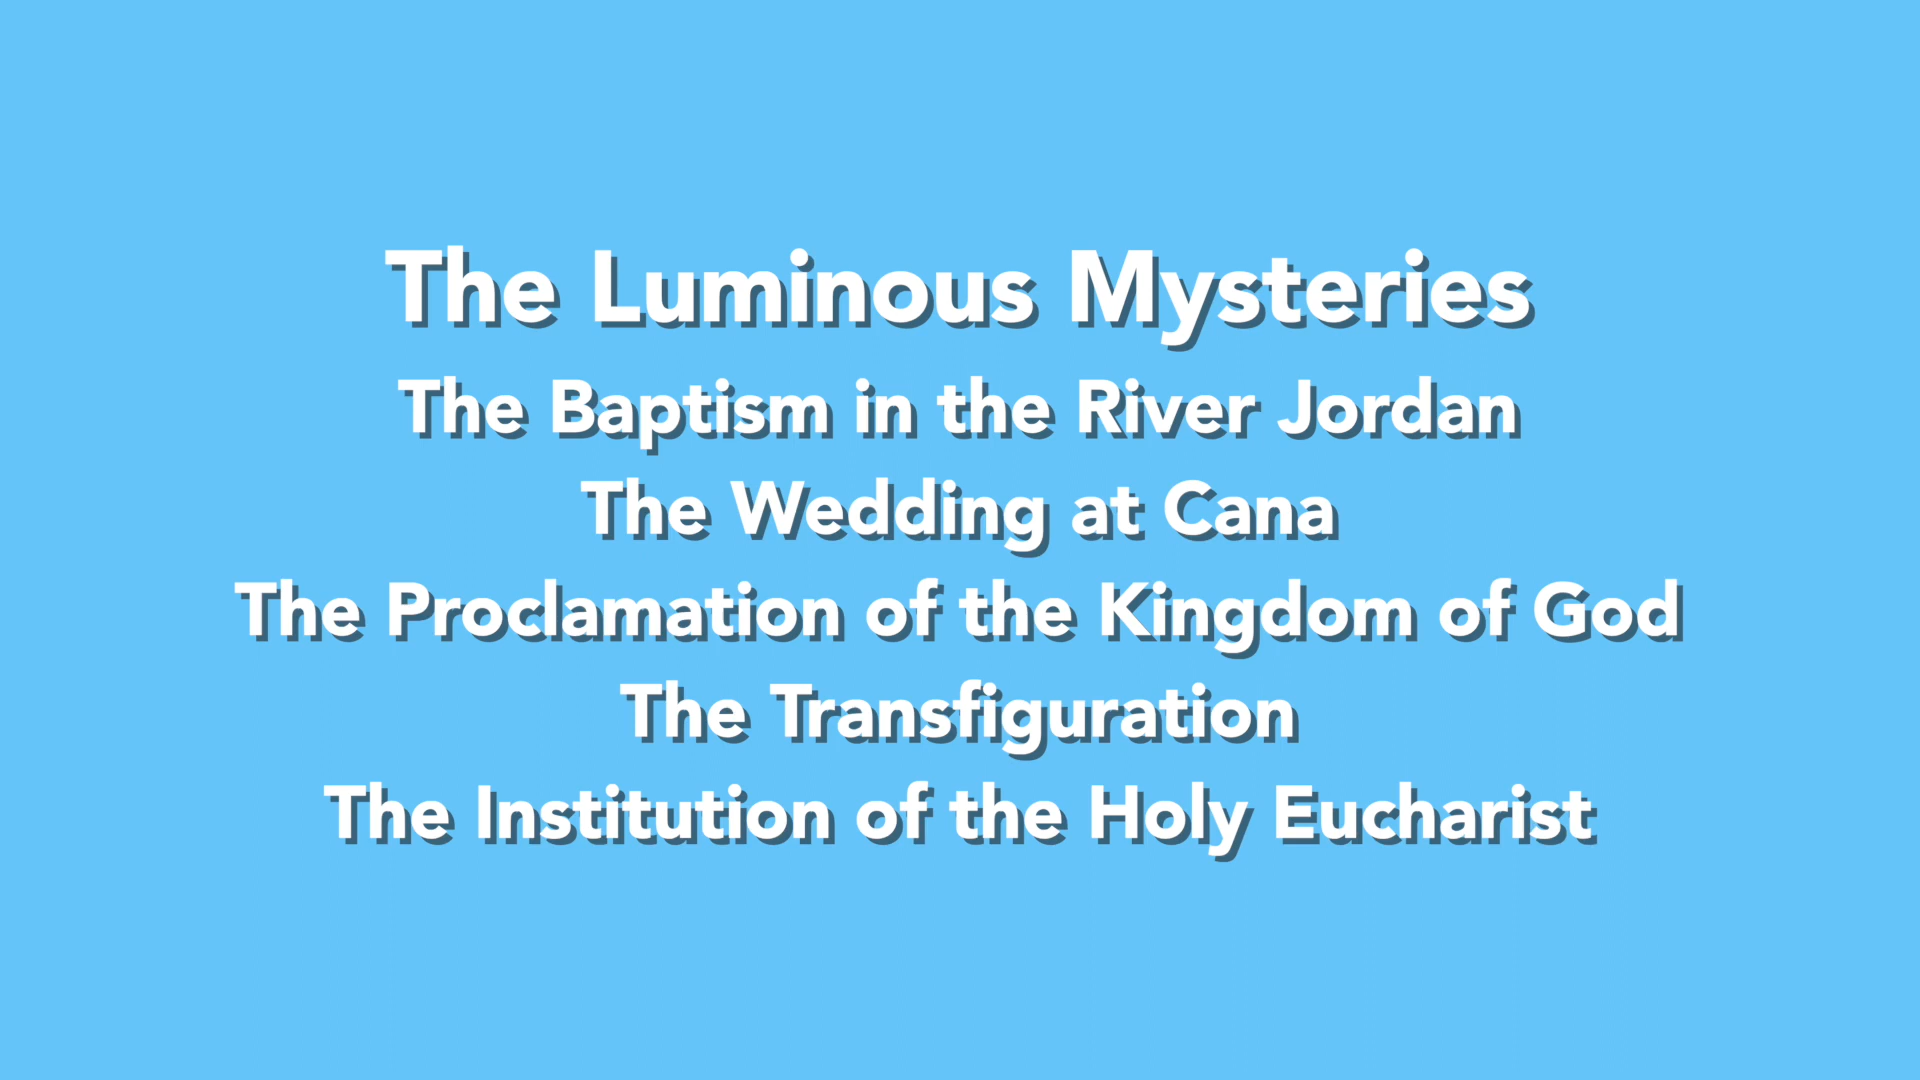 The Luminous Mysteries
The Baptism in the River Jordan
The Wedding at Cana
The Proclamation of the Kingdom of God
The Transfiguration
The Institution of the Holy Eucharist